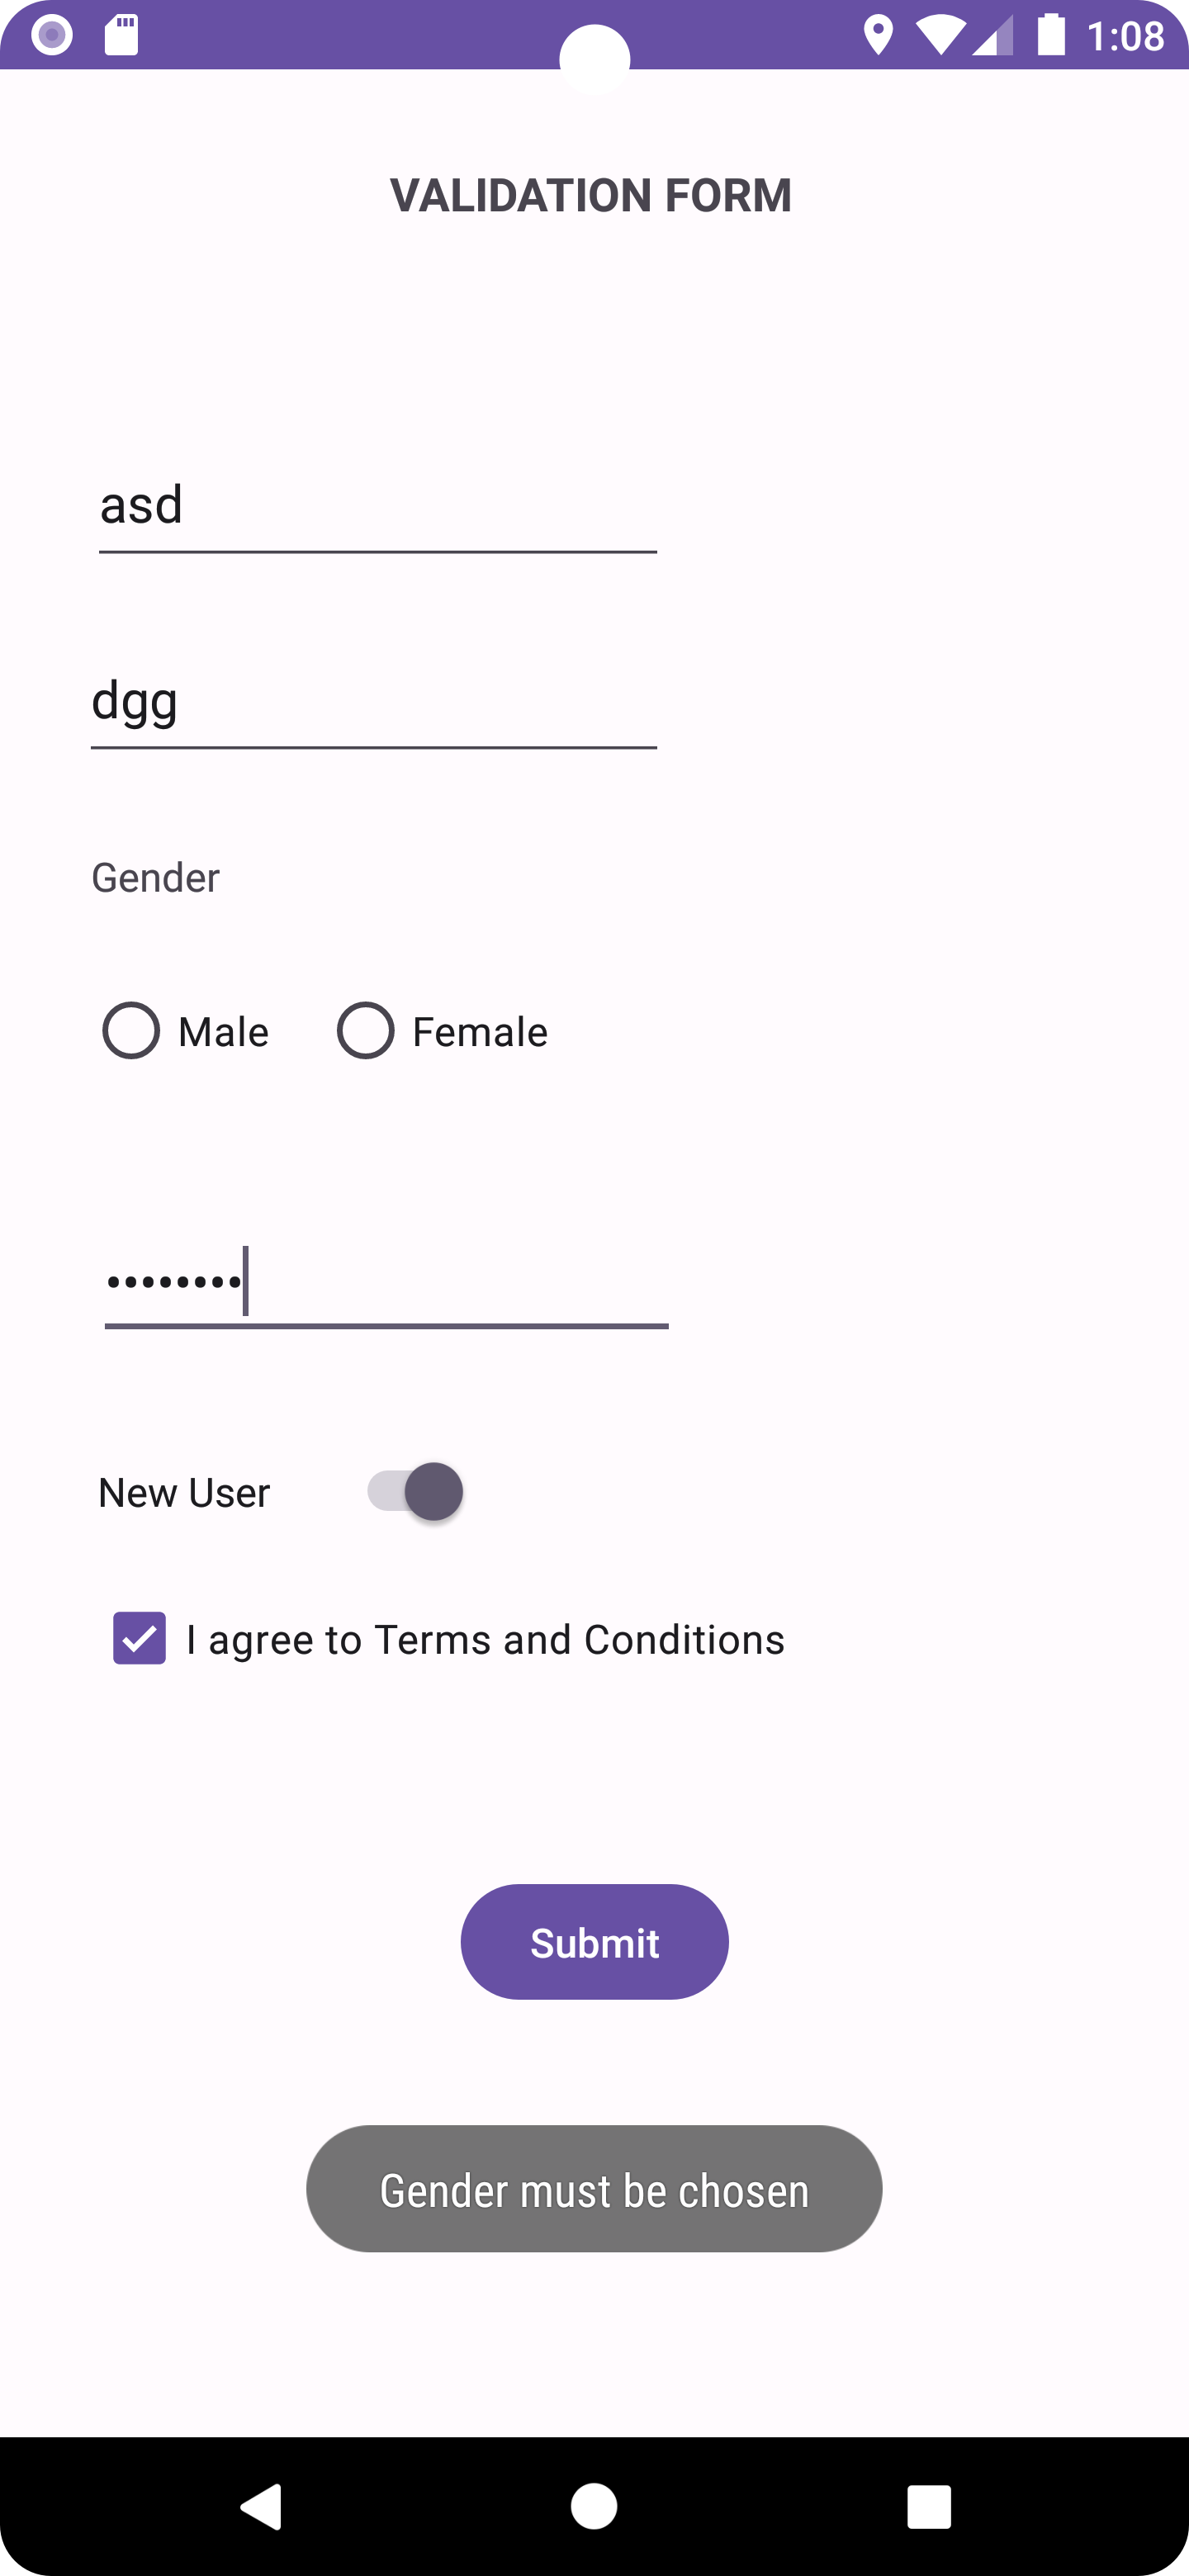 1:08
VALIDATION FORM
asd
dgg
Gender
Male Female
••••••••
New User
I agree to Terms and Conditions
Submit
Gender must be chosen